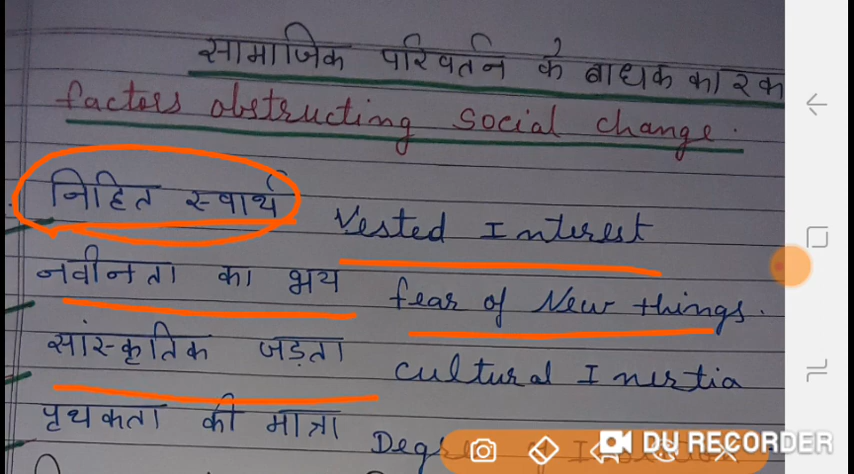 सामाजिक परिवर्तन के बाधक कारक
factors obstructing social change.
निहित स्वार्थ Vested Interest
नवीनता का भय fear of New things.
सांस्कृतिक जड़ता cultural Inertia
पृथकता की मात्रा
DU RECORDER